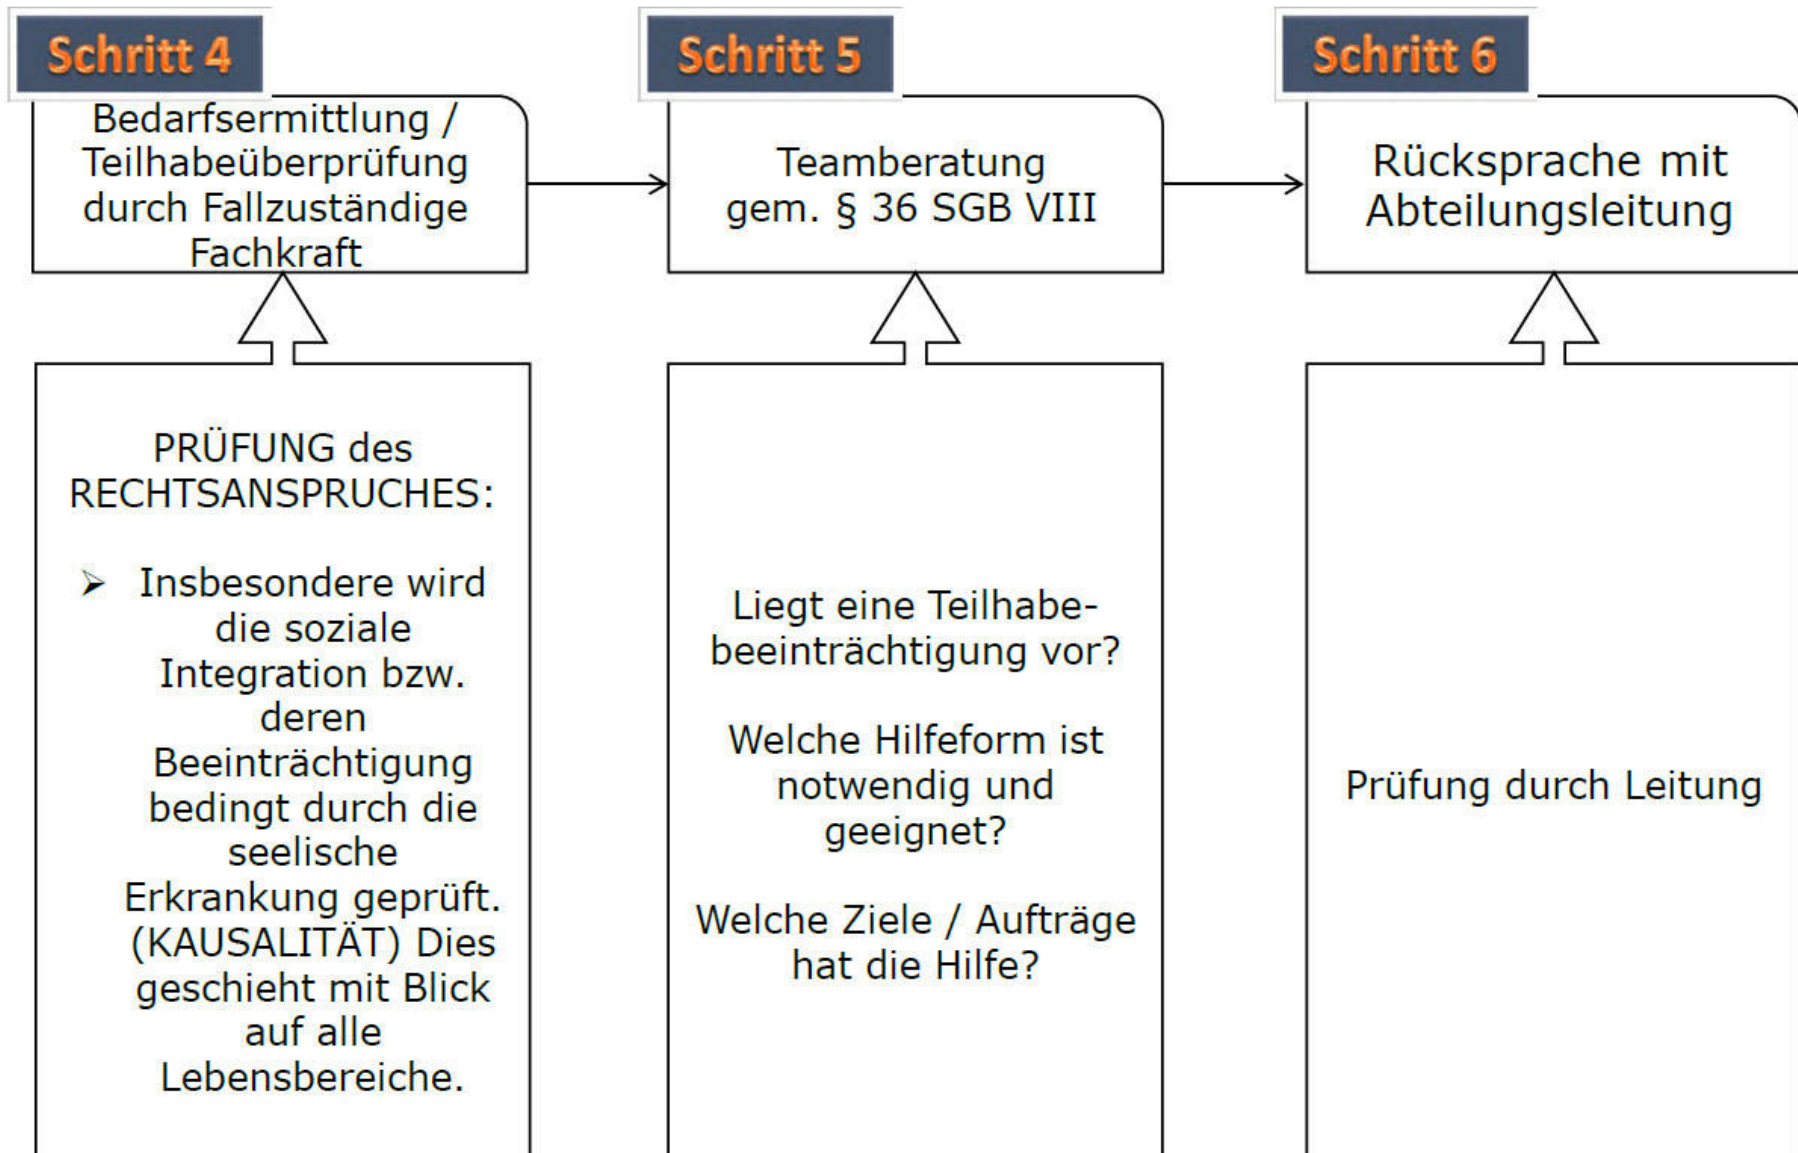 Schritt 4
Bedarfsermittlung /
Teilhabeüberprüfung
durch Fallzuständige
Fachkraft
PRÜFUNG des
RECHTSANSPRUCHES:
➢ Insbesondere wird
die soziale
Integration bzw.
deren
Beeinträchtigung
bedingt durch die
seelische
Erkrankung geprüft.
(KAUSALITÄT) Dies
geschieht mit Blick
auf alle
Lebensbereiche.
Schritt 5
Teamberatung
gem. § 36 SGB VIII
Liegt eine Teilhabe-
beeinträchtigung vor?
Welche Hilfeform ist
notwendig und
geeignet?
Welche Ziele / Aufträge
hat die Hilfe?
Schritt 6
Rücksprache mit
Abteilungsleitung
Prüfung durch Leitung